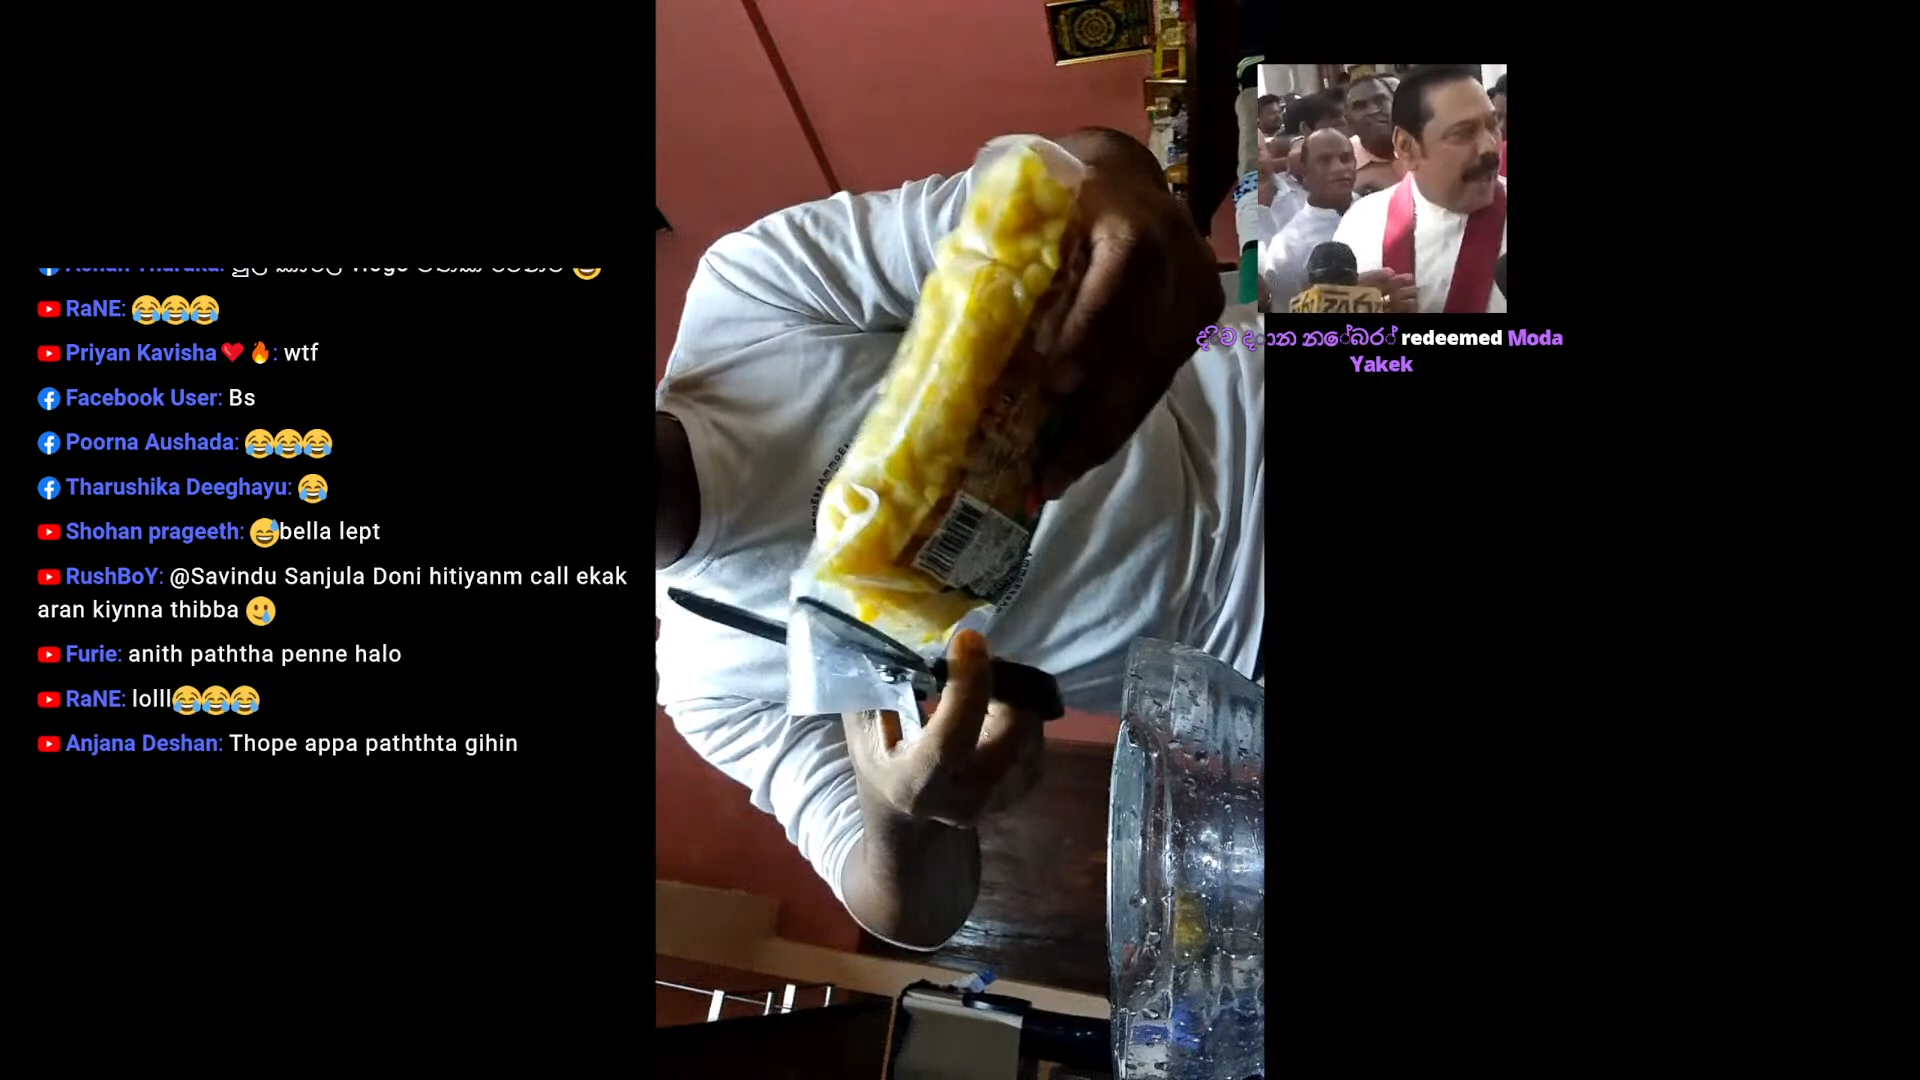 RaNE: 😂😂😂
Priyan Kavisha❤️🔥: wtf
Facebook User: Bs
Poorna Aushada: 😂😂😂
Tharushika Deeghayu: 😂
Shohan prageeth: 😅bella lept
RushBoY: @Savindu Sanjula Doni hitiyanm call ekak
aran kiynna thibba 🥲
Furie: anith paththa penne halo
RaNE: lolll😂😂😂
Anjana Deshan: Thope appa paththta gihin
redeemed Moda
Yakek